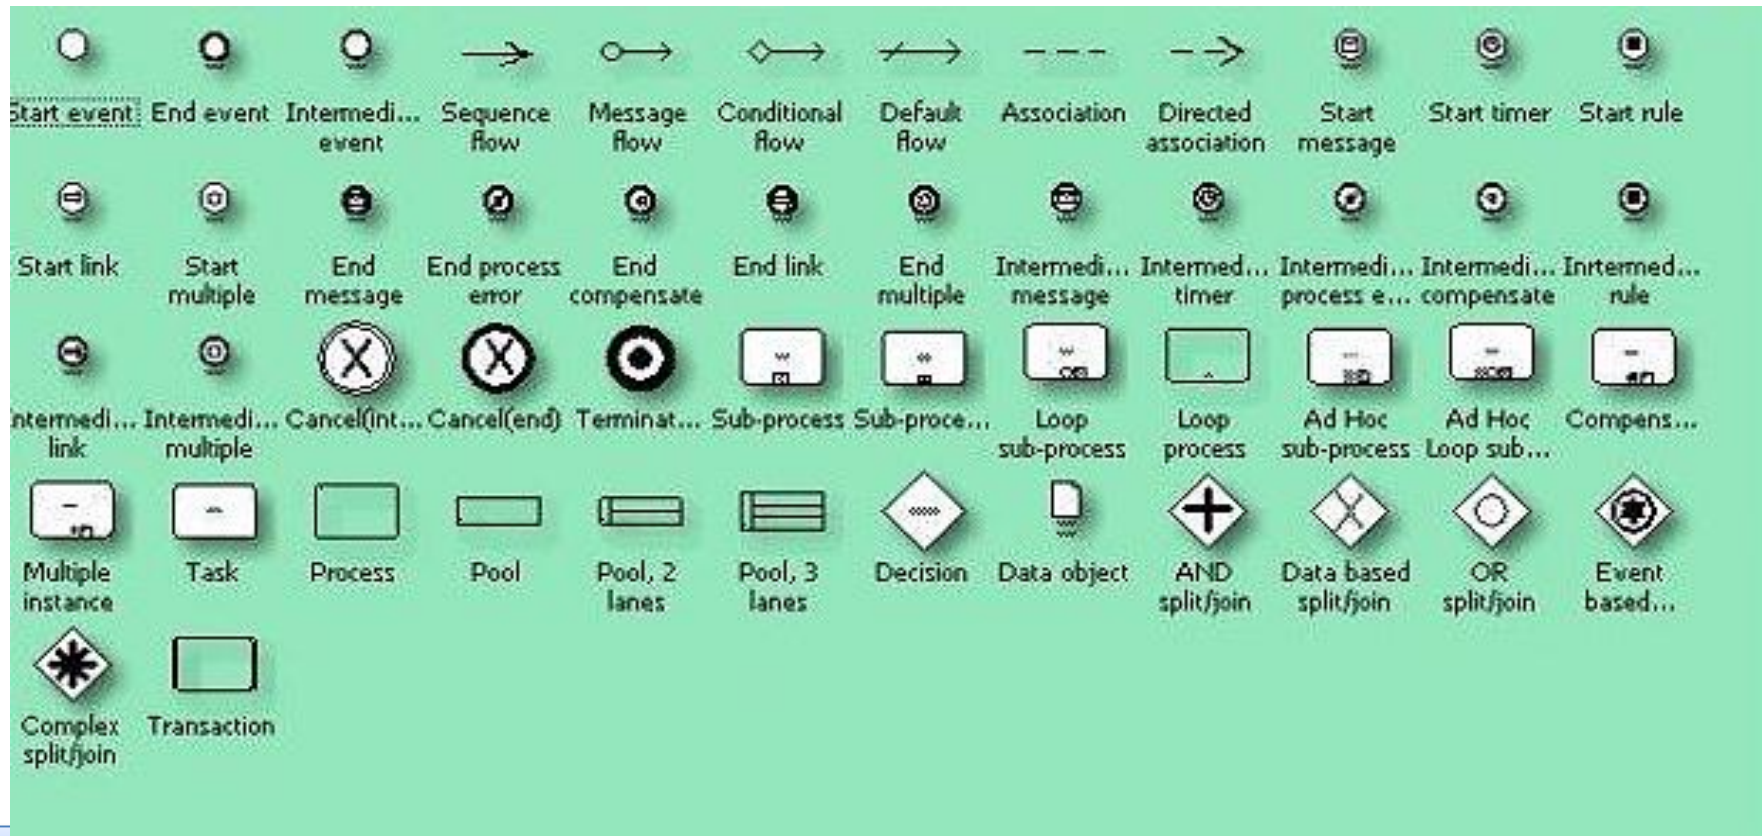 Start event End event Intermedi... Sequence Message Conditional Default Association Directed Start Start timer Start rule
event flow flow flow flow association message
Start link Start End End process End End link End Intermedi... Intermed... Intermedi... Intermedi... Inrtermed...
multiple message error compensate multiple message timer process e... compensate rule
Intermedi... Intermedi... Cancel(int... Cancel(end) Terminat... Sub-process Sub-proce... Loop Loop Ad Hoc Ad Hoc Compens...
link multiple sub-process process sub-process Loop sub...
Multiple Task Process Pool Pool, 2 Pool, 3 Decision Data object AND Data based OR Event
instance lanes lanes split/join split/join split/join based...
Complex Transaction
split/join